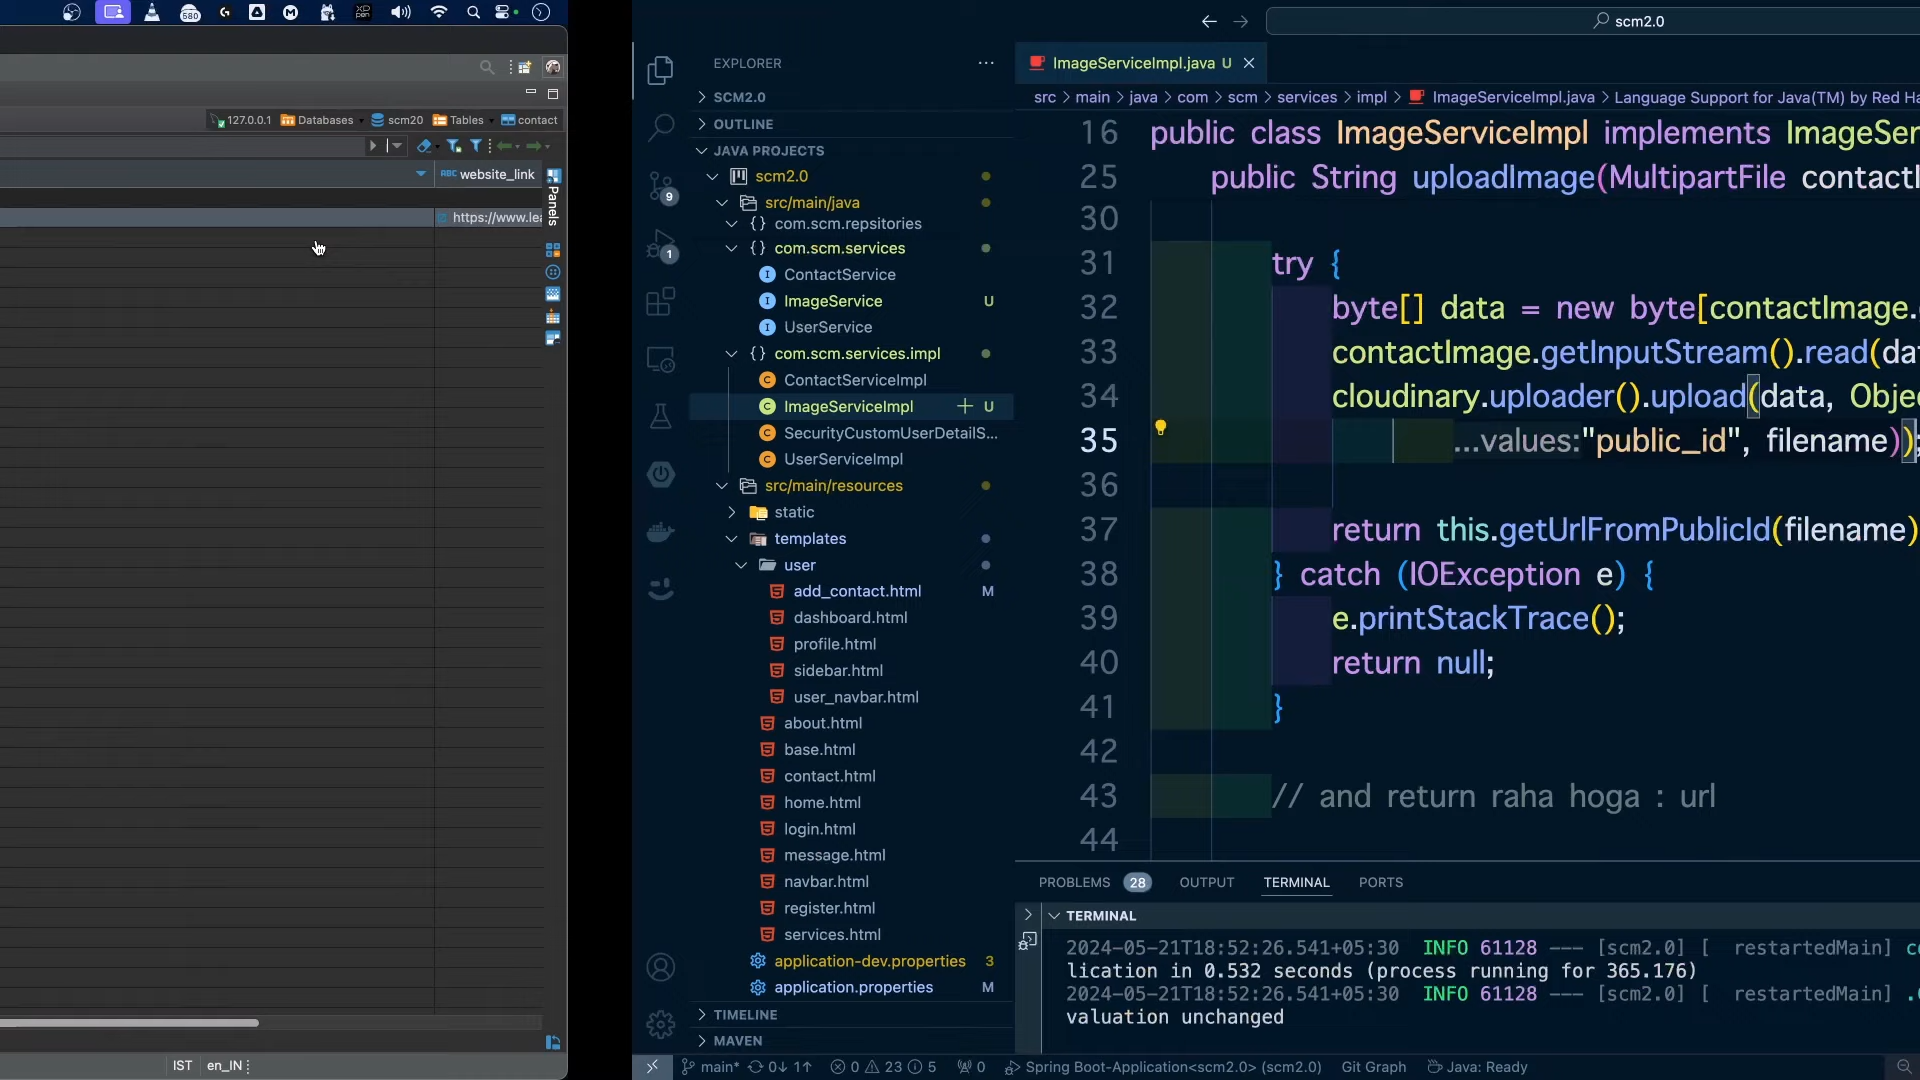 580
XD
pen
127.0.0.1 Databases scm20 Tables contact
ABC website_link
https://www.lea
Panels
IST en_IN
scm2.0
EXPLORER
SCM2.0
OUTLINE
JAVA PROJECTS
scm2.0
src/main/java
{} com.scm.repsitories
{} com.scm.services
ContactService
ImageService U
UserService
{} com.scm.services.impl
ContactServiceImpl
ImageServiceImpl U
SecurityCustomUserDetailS...
UserServiceImpl
src/main/resources
static
templates
user
add_contact.html M
dashboard.html
profile.html
sidebar.html
user_navbar.html
about.html
base.html
contact.html
home.html
login.html
message.html
navbar.html
register.html
services.html
application-dev.properties 3
application.properties M
TIMELINE
MAVEN
9
1
ImageServiceImpl.java U
src > main > java > com > scm > services > impl > ImageServiceImpl.java > Language Support for Java(TM) by Red Ha
16 public class ImageServiceImpl implements ImageSer
25 public String uploadImage(MultipartFile contactI
30
31 try {
32 byte[] data = new byte[contactImage.
33 contactImage.getInputStream().read(da
34 cloudinary.uploader().upload(data, Objec
35 ...values:"public_id", filename));
36
37 return this.getUrlFromPublicId(filename)
38 } catch (IOException e) {
39 e.printStackTrace();
40 return null;
41 }
42
43 // and return raha hoga : url
44
PROBLEMS 28 OUTPUT TERMINAL PORTS
TERMINAL
2024-05-21T18:52:26.541+05:30 INFO 61128 --- [scm2.0] [ restartedMain] c
lication in 0.532 seconds (process running for 365.176)
2024-05-21T18:52:26.541+05:30 INFO 61128 --- [scm2.0] [ restartedMain] .
valuation unchanged
main* 0↓ 1↑ 0 23 5 0 Spring Boot-Application<scm2.0> (scm2.0) Git Graph Java: Ready